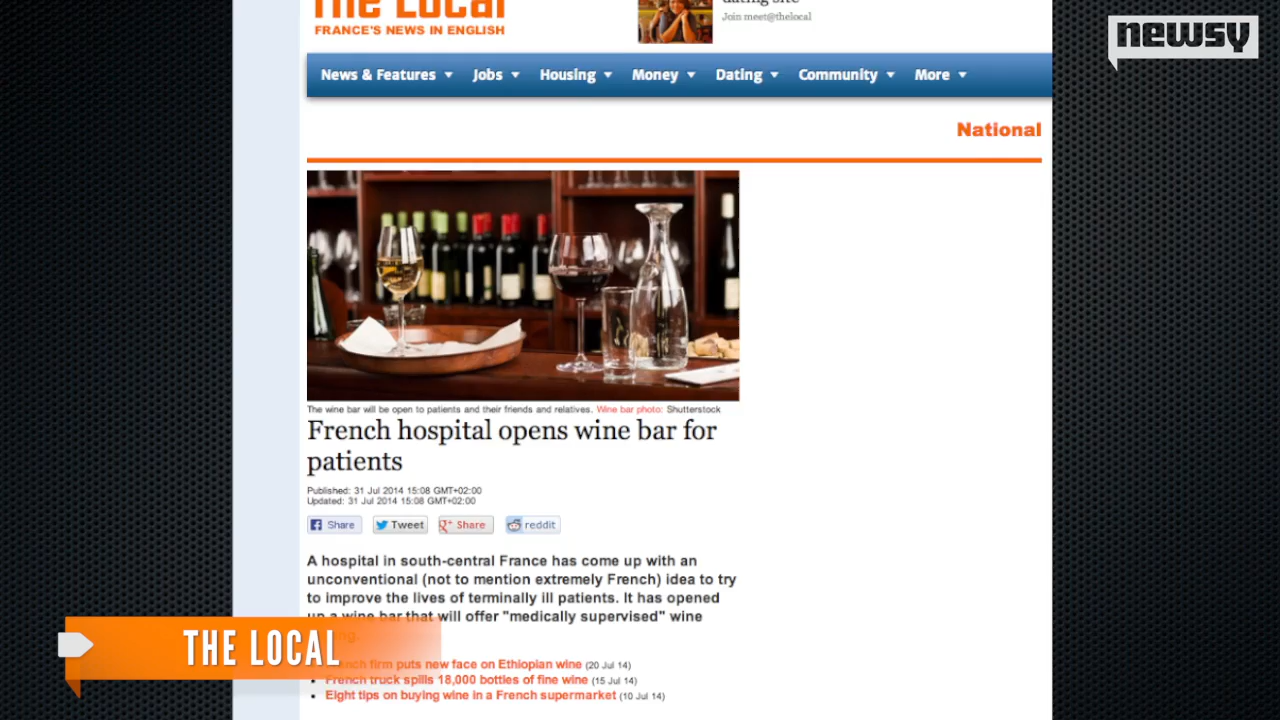 The Local
dating site
Join meet@thelocal
FRANCE'S NEWS IN ENGLISH
newsy
News & Features Jobs Housing Money Dating Community More
National
The wine bar will be open to patients and their friends and relatives. Wine bar photo: Shutterstock
French hospital opens wine bar for
patients
Published: 31 Jul 2014 15:08 GMT+02:00
Updated: 31 Jul 2014 15:08 GMT+02:00
Share Tweet Share reddit
A hospital in south-central France has come up with an
unconventional (not to mention extremely French) idea to try
to improve the lives of terminally ill patients. It has opened
up a wine bar that will offer "medically supervised" wine
THE LOCAL
French firm puts new face on Ethiopian wine (20 Jul 14)
French truck spills 18,000 bottles of fine wine (15 Jul 14)
Eight tips on buying wine in a French supermarket (10 Jul 14)